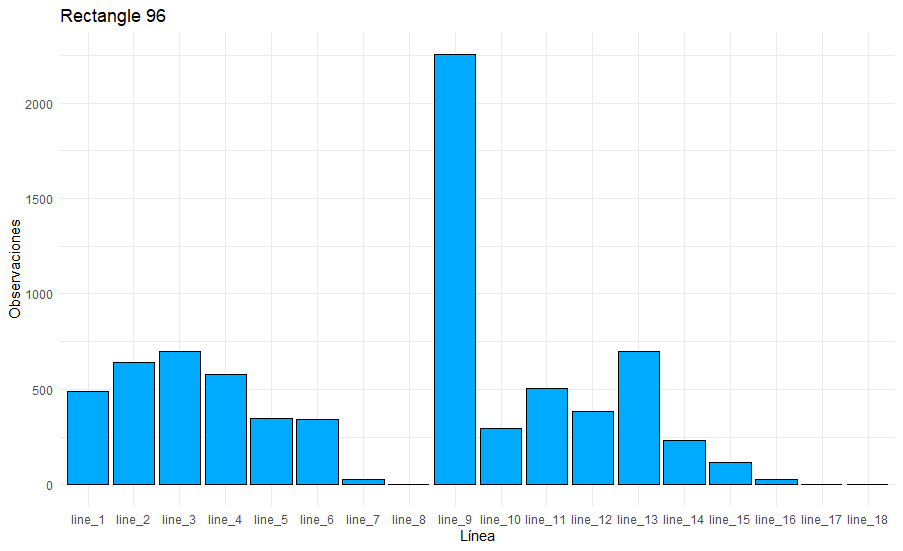 Rectangle 96
Observaciones
2000
1500
1000
500
0
line_1 line_2 line_3 line_4 line_5 line_6 line_7 line_8 line_9 line_10 line_11 line_12 line_13 line_14 line_15 line_16 line_17 line_18
Línea